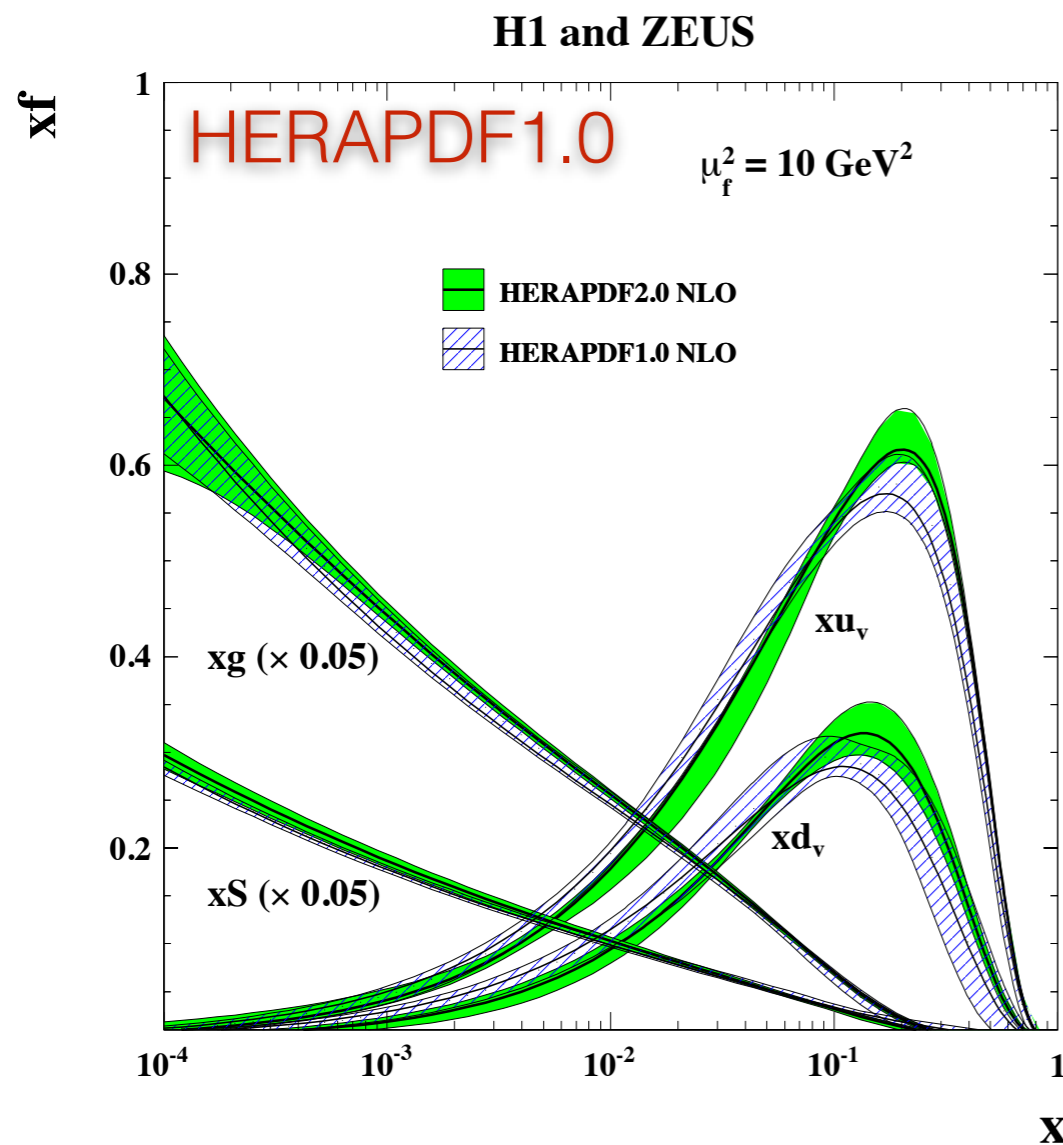 H1 and ZEUS
xf
1
HERAPDF1.0
μ_f^2 = 10 GeV^2
0.8
HERAPDF2.0 NLO
HERAPDF1.0 NLO
0.6
xu_v
0.4
xg (× 0.05)
0.2
xd_v
xS (× 0.05)
10^-4
10^-3
10^-2
10^-1
1
x